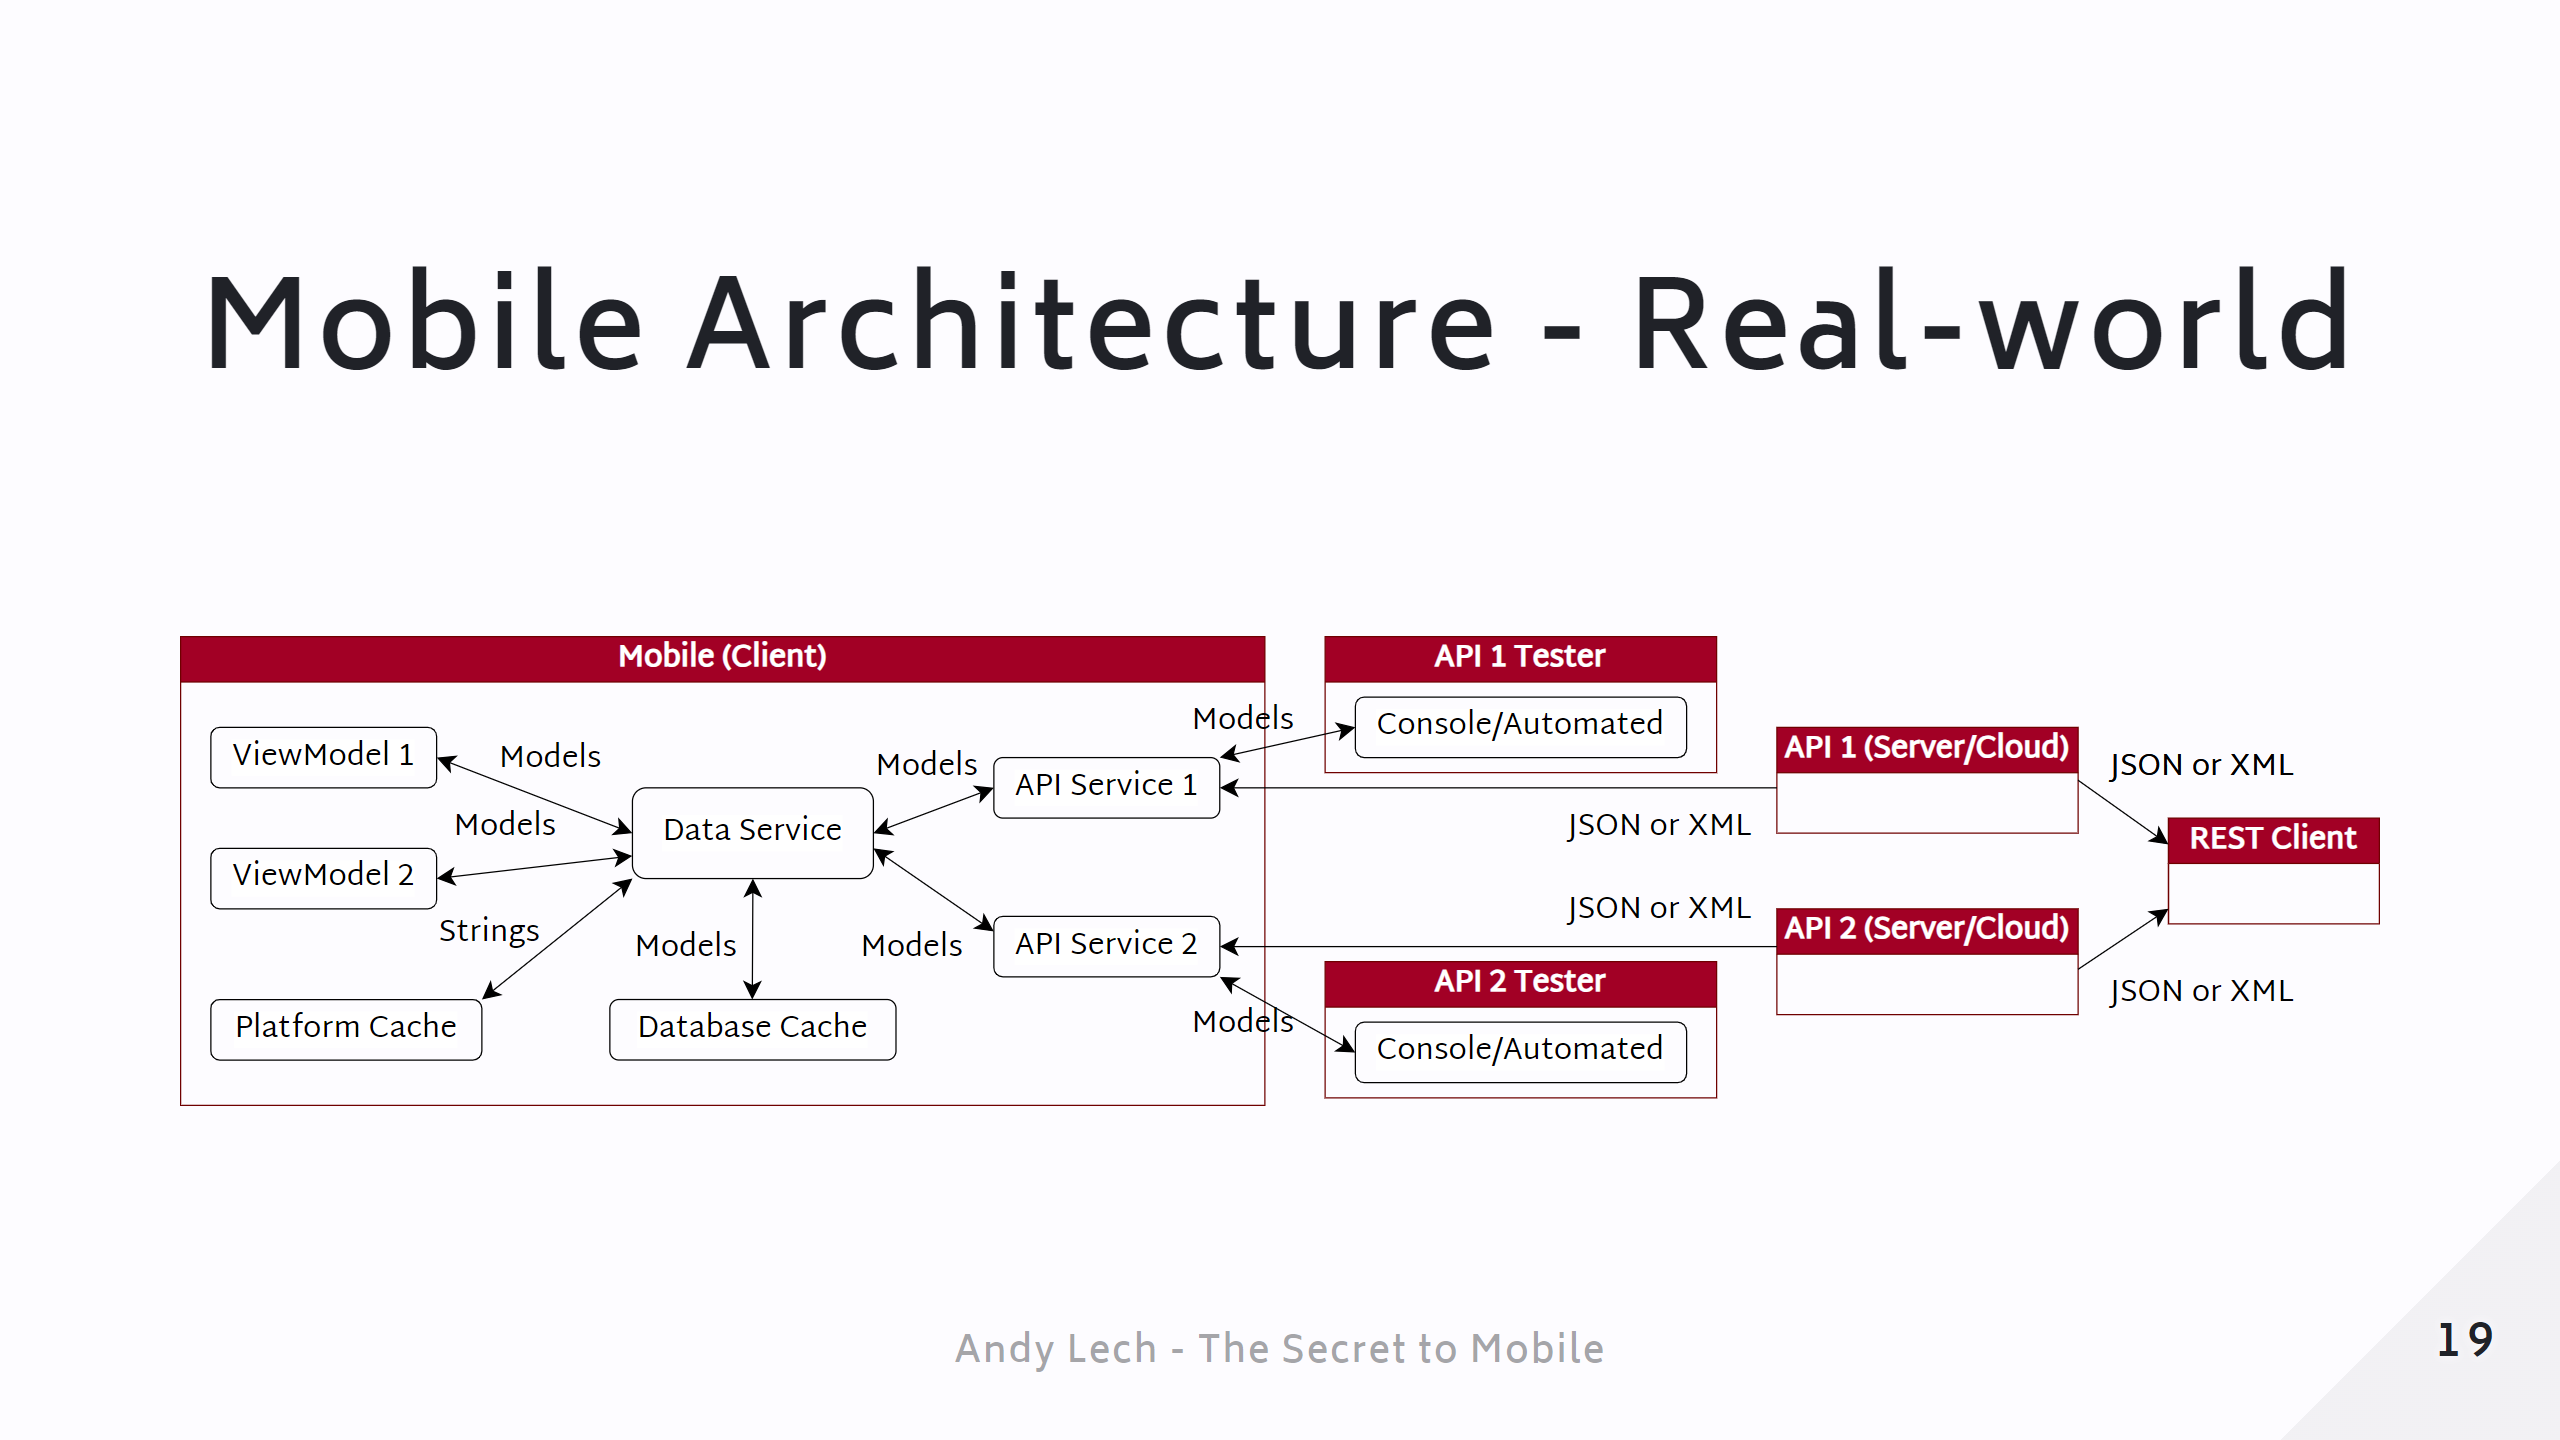 Mobile Architecture - Real-world
Mobile (Client)
ViewModel 1
Models
Models
ViewModel 2
Strings
Platform Cache
Data Service
Models
Database Cache
Models
API Service 1
Models
API Service 2
Models
Models
API 1 Tester
Console/Automated
JSON or XML
JSON or XML
API 2 Tester
Console/Automated
API 1 (Server/Cloud)
API 2 (Server/Cloud)
JSON or XML
REST Client
JSON or XML
Andy Lech - The Secret to Mobile
19